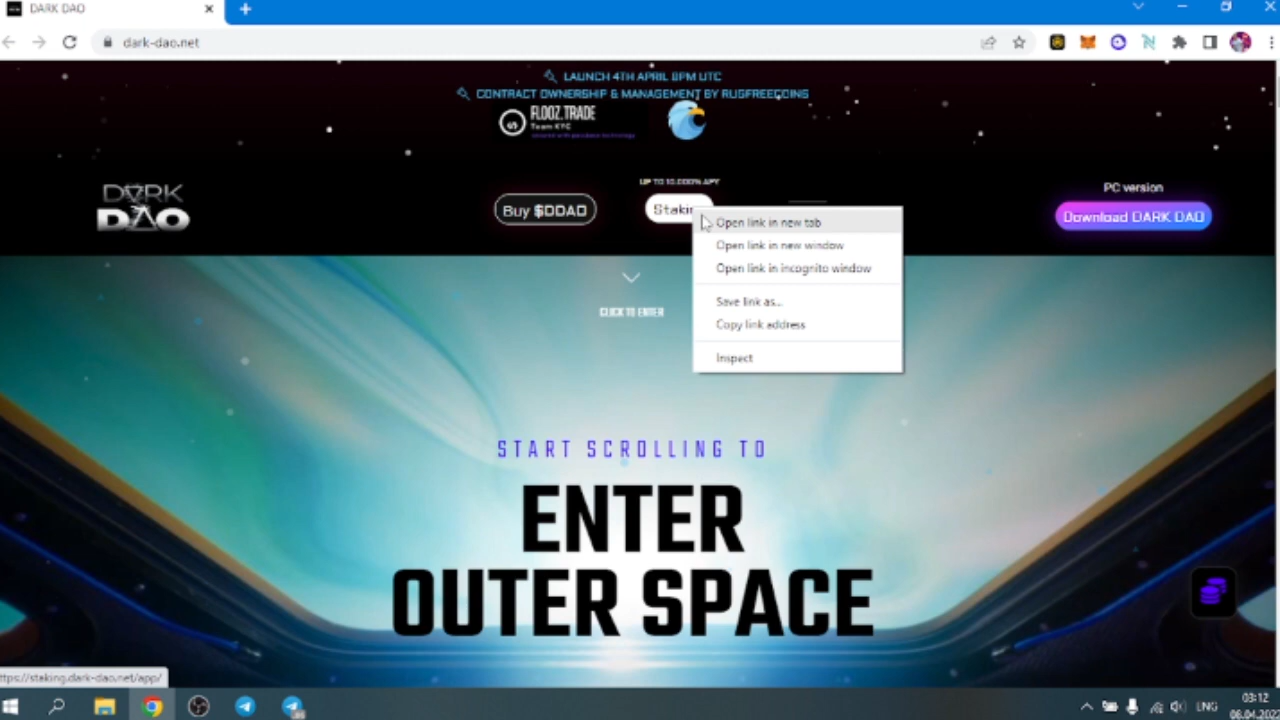 DARK DAO
dark-dao.net
LAUNCH 4TH APRIL 8PM UTC
CONTRACT OWNERSHIP & MANAGEMENT BY RUGFREECOINS
FLOOZ.TRADE
Team KYC
DARK
DAO
Buy $DDAO
UP TO 10.000% APY
Stakin
PC version
Download DARK DAO
Open link in new tab
Open link in new window
Open link in incognito window
Save link as...
Copy link address
Inspect
CLICK TO ENTER
START SCROLLING TO
ENTER
OUTER SPACE
ttps://staking.dark-dao.net/app/
ENG
03:12